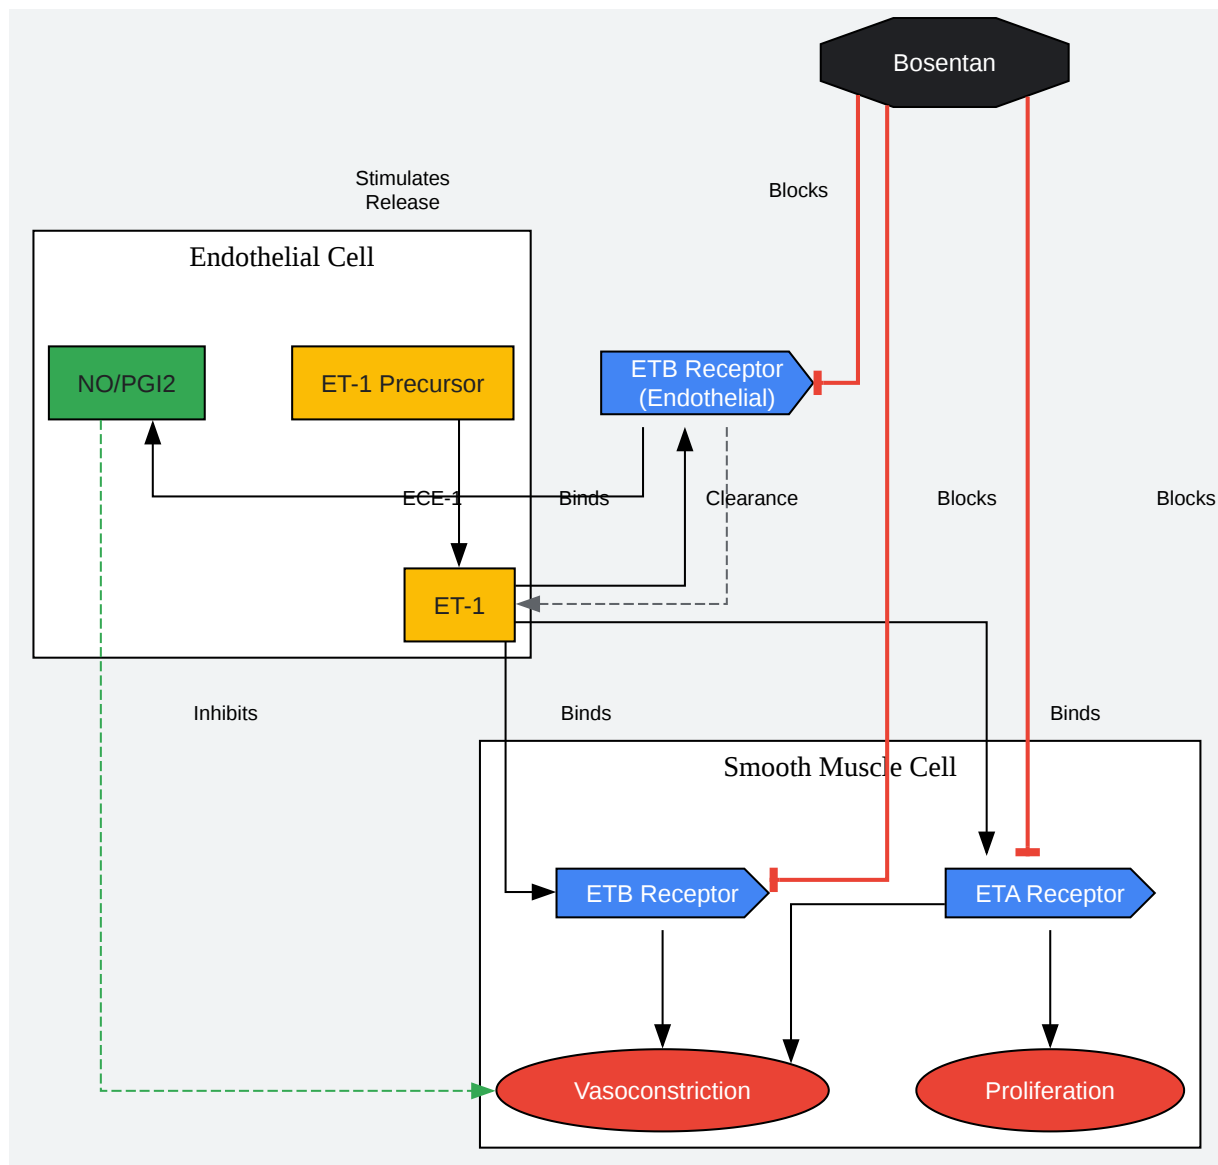 Bosentan
Stimulates
Release
Blocks
Endothelial Cell
NO/PGI2
ET-1 Precursor
ETB Receptor
(Endothelial)
ECE-1
Binds
Clearance
Blocks
Blocks
ET-1
Inhibits
Binds
Binds
Smooth Muscle Cell
ETB Receptor
ETA Receptor
Vasoconstriction
Proliferation